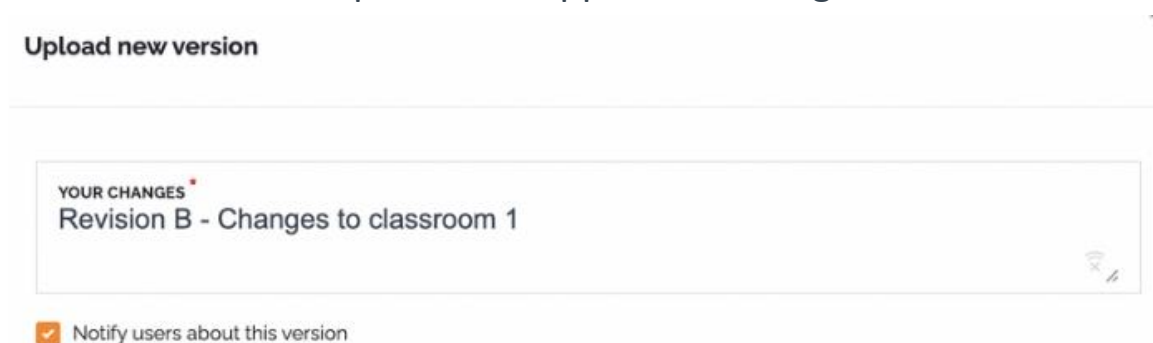 Upload new version
YOUR CHANGES*
Revision B - Changes to classroom 1
Notify users about this version